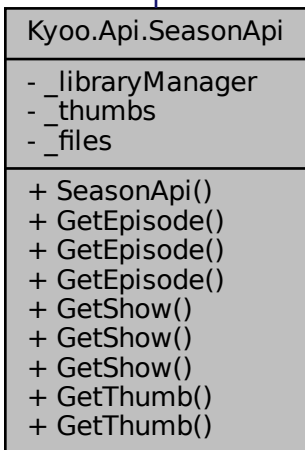 Kyoo.Api.SeasonApi
- _libraryManager
- _thumbs
- _files
+ SeasonApi()
+ GetEpisode()
+ GetEpisode()
+ GetEpisode()
+ GetShow()
+ GetShow()
+ GetShow()
+ GetThumb()
+ GetThumb()